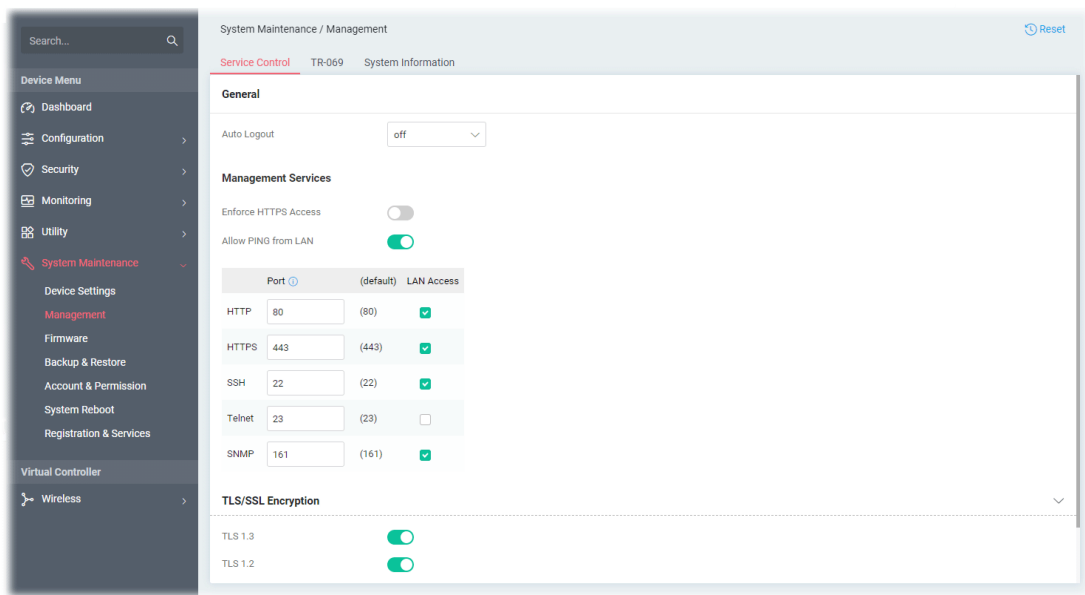 Search...
Device Menu
Dashboard
Configuration
Security
Monitoring
Utility
System Maintenance
Device Settings
Management
Firmware
Backup & Restore
Account & Permission
System Reboot
Registration & Services
Virtual Controller
Wireless
System Maintenance / Management
Reset
Service Control TR-069 System Information
General
Auto Logout off
Management Services
Enforce HTTPS Access
Allow PING from LAN
Port (default) LAN Access
HTTP 80 (80)
HTTPS 443 (443)
SSH 22 (22)
Telnet 23 (23)
SNMP 161 (161)
TLS/SSL Encryption
TLS 1.3
TLS 1.2